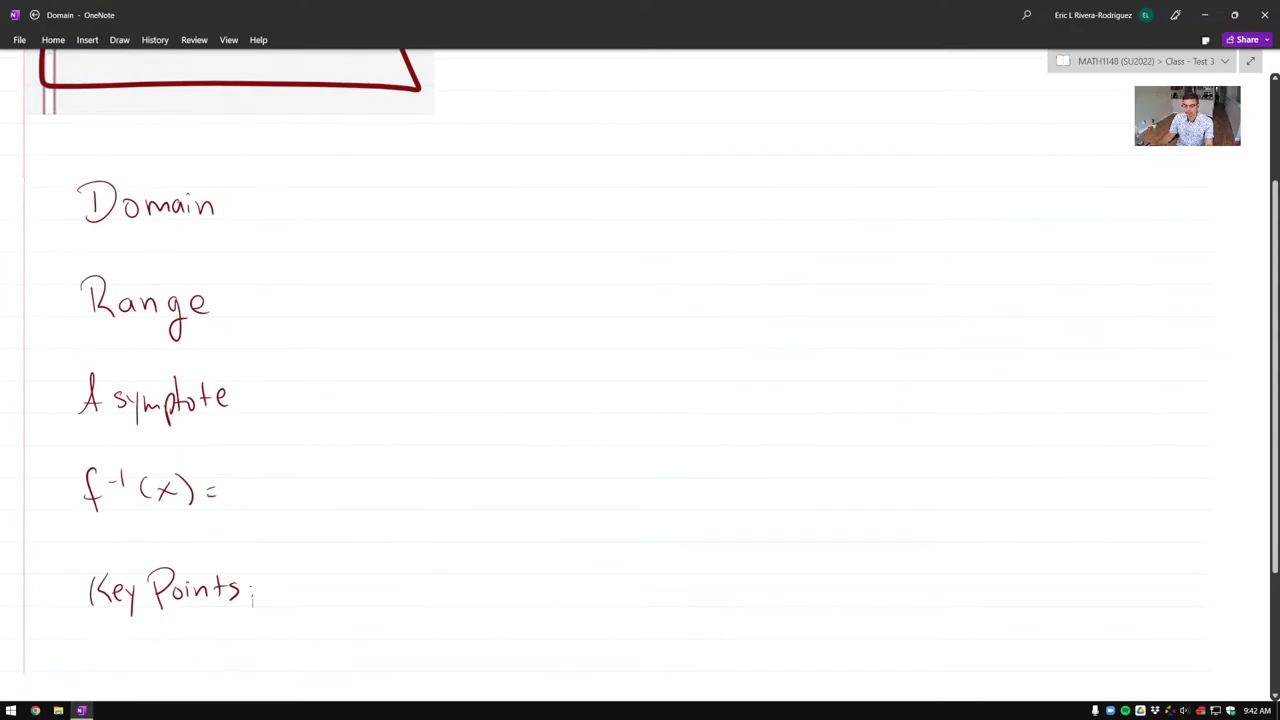 Domain - OneNote
Eric L Rivera-Rodriguez EL
File Home Insert Draw History Review View Help
Share
MATH1148 (SU2022) > Class - Test 3
Domain
Range
Asymptote
f⁻¹(x) =
Key Points:
9:42 AM